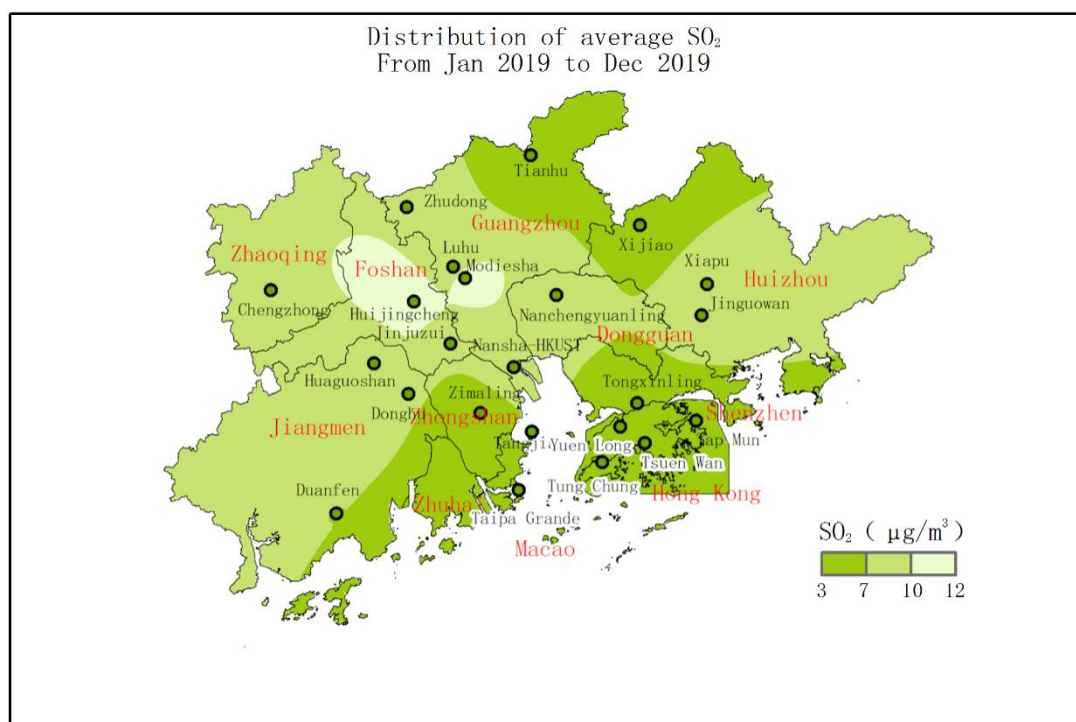 Distribution of average SO₂
From Jan 2019 to Dec 2019
Tianhu
Zhudong
Guangzhou
Xijiao
Zhaoqing
Luhu
Foshan
Modiesha
Xiapu
Huizhou
Chengzhong
Huijingcheng
Nanchengyuanling
Jinguowan
Jinjuzui
Nansha-HKUST
Dongguan
Huaguoshan
Zimaling
Tongxinling
Donghu
Zhongshan
Shenzhen
Jiangmen
Tangjia
Yuen Long
Tap Mun
Tsuen Wan
Duanfen
Tung Chung
Hong Kong
Zhuhai
Taipa Grande
Macao
SO₂ ( μg/m³)
3 7 10 12